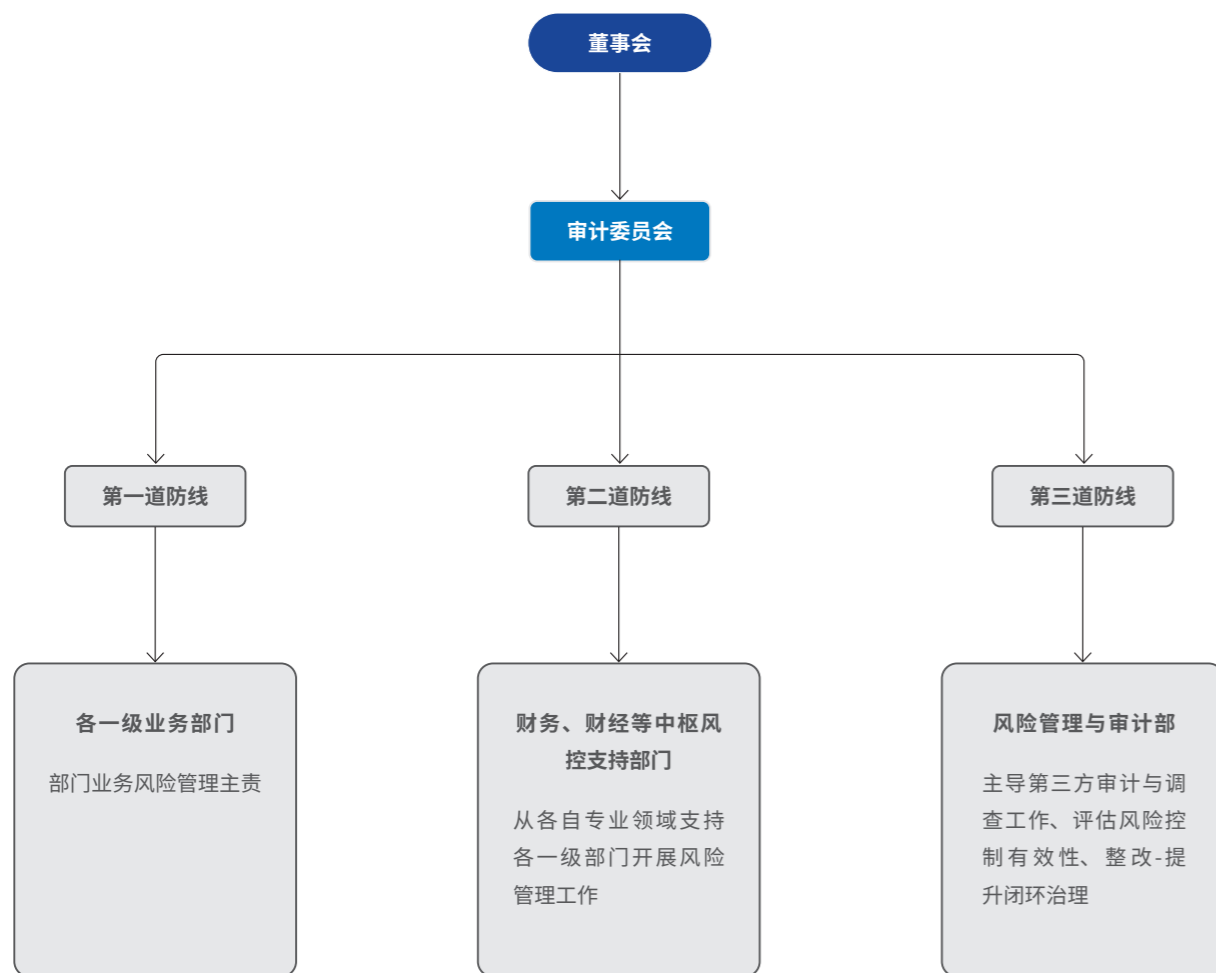 董事会
审计委员会
第一道防线
第二道防线
第三道防线
各一级业务部门
部门业务风险管理主责
财务、财经等中枢风
控支持部门
从各自专业领域支持
各一级部门开展风险
管理工作
风险管理与审计部
主导第三方审计与调
查工作、评估风险控
制有效性、整改-提
升闭环治理